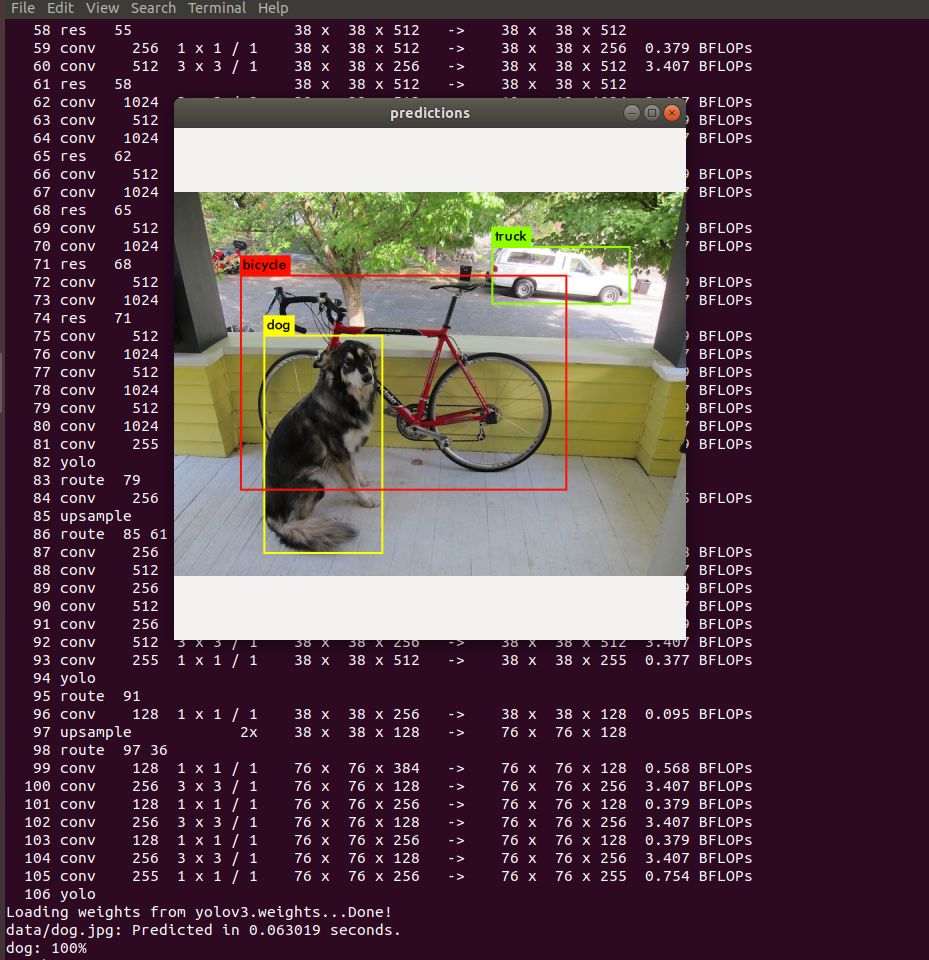 File Edit View Search Terminal Help
58 res 55 38 x 38 x 512 -> 38 x 38 x 512
59 conv 256 1 x 1 / 1 38 x 38 x 512 -> 38 x 38 x 256 0.379 BFLOPs
60 conv 512 3 x 3 / 1 38 x 38 x 256 -> 38 x 38 x 512 3.407 BFLOPs
61 res 58 38 x 38 x 512 -> 38 x 38 x 512
62 conv 1024 BFLOPs
predictions
63 conv 512 BFLOPs
64 conv 1024 BFLOPs
65 res 62
66 conv 512 BFLOPs
67 conv 1024 BFLOPs
68 res 65
69 conv 512 BFLOPs
truck
70 conv 1024 BFLOPs
71 res 68
bicycle
72 conv 512 BFLOPs
73 conv 1024 BFLOPs
74 res 71
dog
75 conv 512 BFLOPs
76 conv 1024 BFLOPs
77 conv 512 BFLOPs
78 conv 1024 BFLOPs
79 conv 512 BFLOPs
80 conv 1024 BFLOPs
81 conv 255 BFLOPs
82 yolo
83 route 79
84 conv 256 BFLOPs
85 upsample
86 route 85 61
87 conv 256 BFLOPs
88 conv 512 BFLOPs
89 conv 256 BFLOPs
90 conv 512 BFLOPs
91 conv 256 BFLOPs
92 conv 512 3 x 3 / 1 38 x 38 x 256 -> 38 x 38 x 512 3.407 BFLOPs
93 conv 255 1 x 1 / 1 38 x 38 x 512 -> 38 x 38 x 255 0.377 BFLOPs
94 yolo
95 route 91
96 conv 128 1 x 1 / 1 38 x 38 x 256 -> 38 x 38 x 128 0.095 BFLOPs
97 upsample 2x 38 x 38 x 128 -> 76 x 76 x 128
98 route 97 36
99 conv 128 1 x 1 / 1 76 x 76 x 384 -> 76 x 76 x 128 0.568 BFLOPs
100 conv 256 3 x 3 / 1 76 x 76 x 128 -> 76 x 76 x 256 3.407 BFLOPs
101 conv 128 1 x 1 / 1 76 x 76 x 256 -> 76 x 76 x 128 0.379 BFLOPs
102 conv 256 3 x 3 / 1 76 x 76 x 128 -> 76 x 76 x 256 3.407 BFLOPs
103 conv 128 1 x 1 / 1 76 x 76 x 256 -> 76 x 76 x 128 0.379 BFLOPs
104 conv 256 3 x 3 / 1 76 x 76 x 128 -> 76 x 76 x 256 3.407 BFLOPs
105 conv 255 1 x 1 / 1 76 x 76 x 256 -> 76 x 76 x 255 0.754 BFLOPs
106 yolo
Loading weights from yolov3.weights...Done!
data/dog.jpg: Predicted in 0.063019 seconds.
dog: 100%